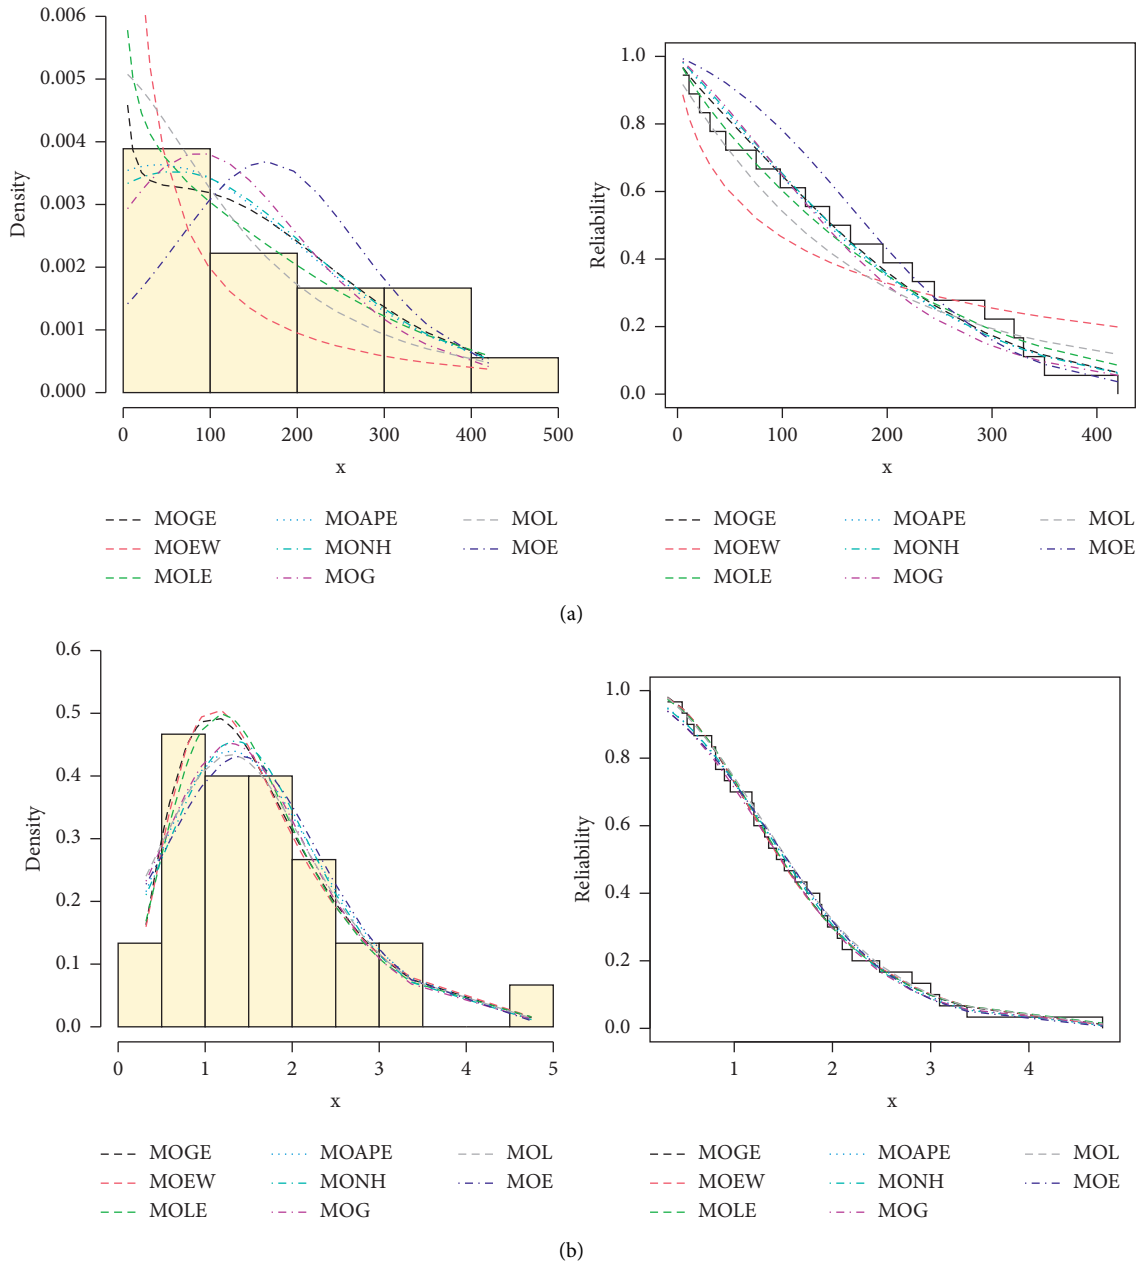 0.006
0.005
0.004
0.003
0.002
0.001
0.000
Density
0 100 200 300 400 500
x
MOGE MOAPE MOL
MOEW MONH MOE
MOLE MOG
1.0
0.8
0.6
0.4
0.2
0.0
Reliability
0 100 200 300 400
x
MOGE MOAPE MOL
MOEW MONH MOE
MOLE MOG
(a)
0.6
0.5
0.4
0.3
0.2
0.1
0.0
Density
0 1 2 3 4 5
x
MOGE MOAPE MOL
MOEW MONH MOE
MOLE MOG
1.0
0.8
0.6
0.4
0.2
0.0
Reliability
1 2 3 4
x
MOGE MOAPE MOL
MOEW MONH MOE
MOLE MOG
(b)